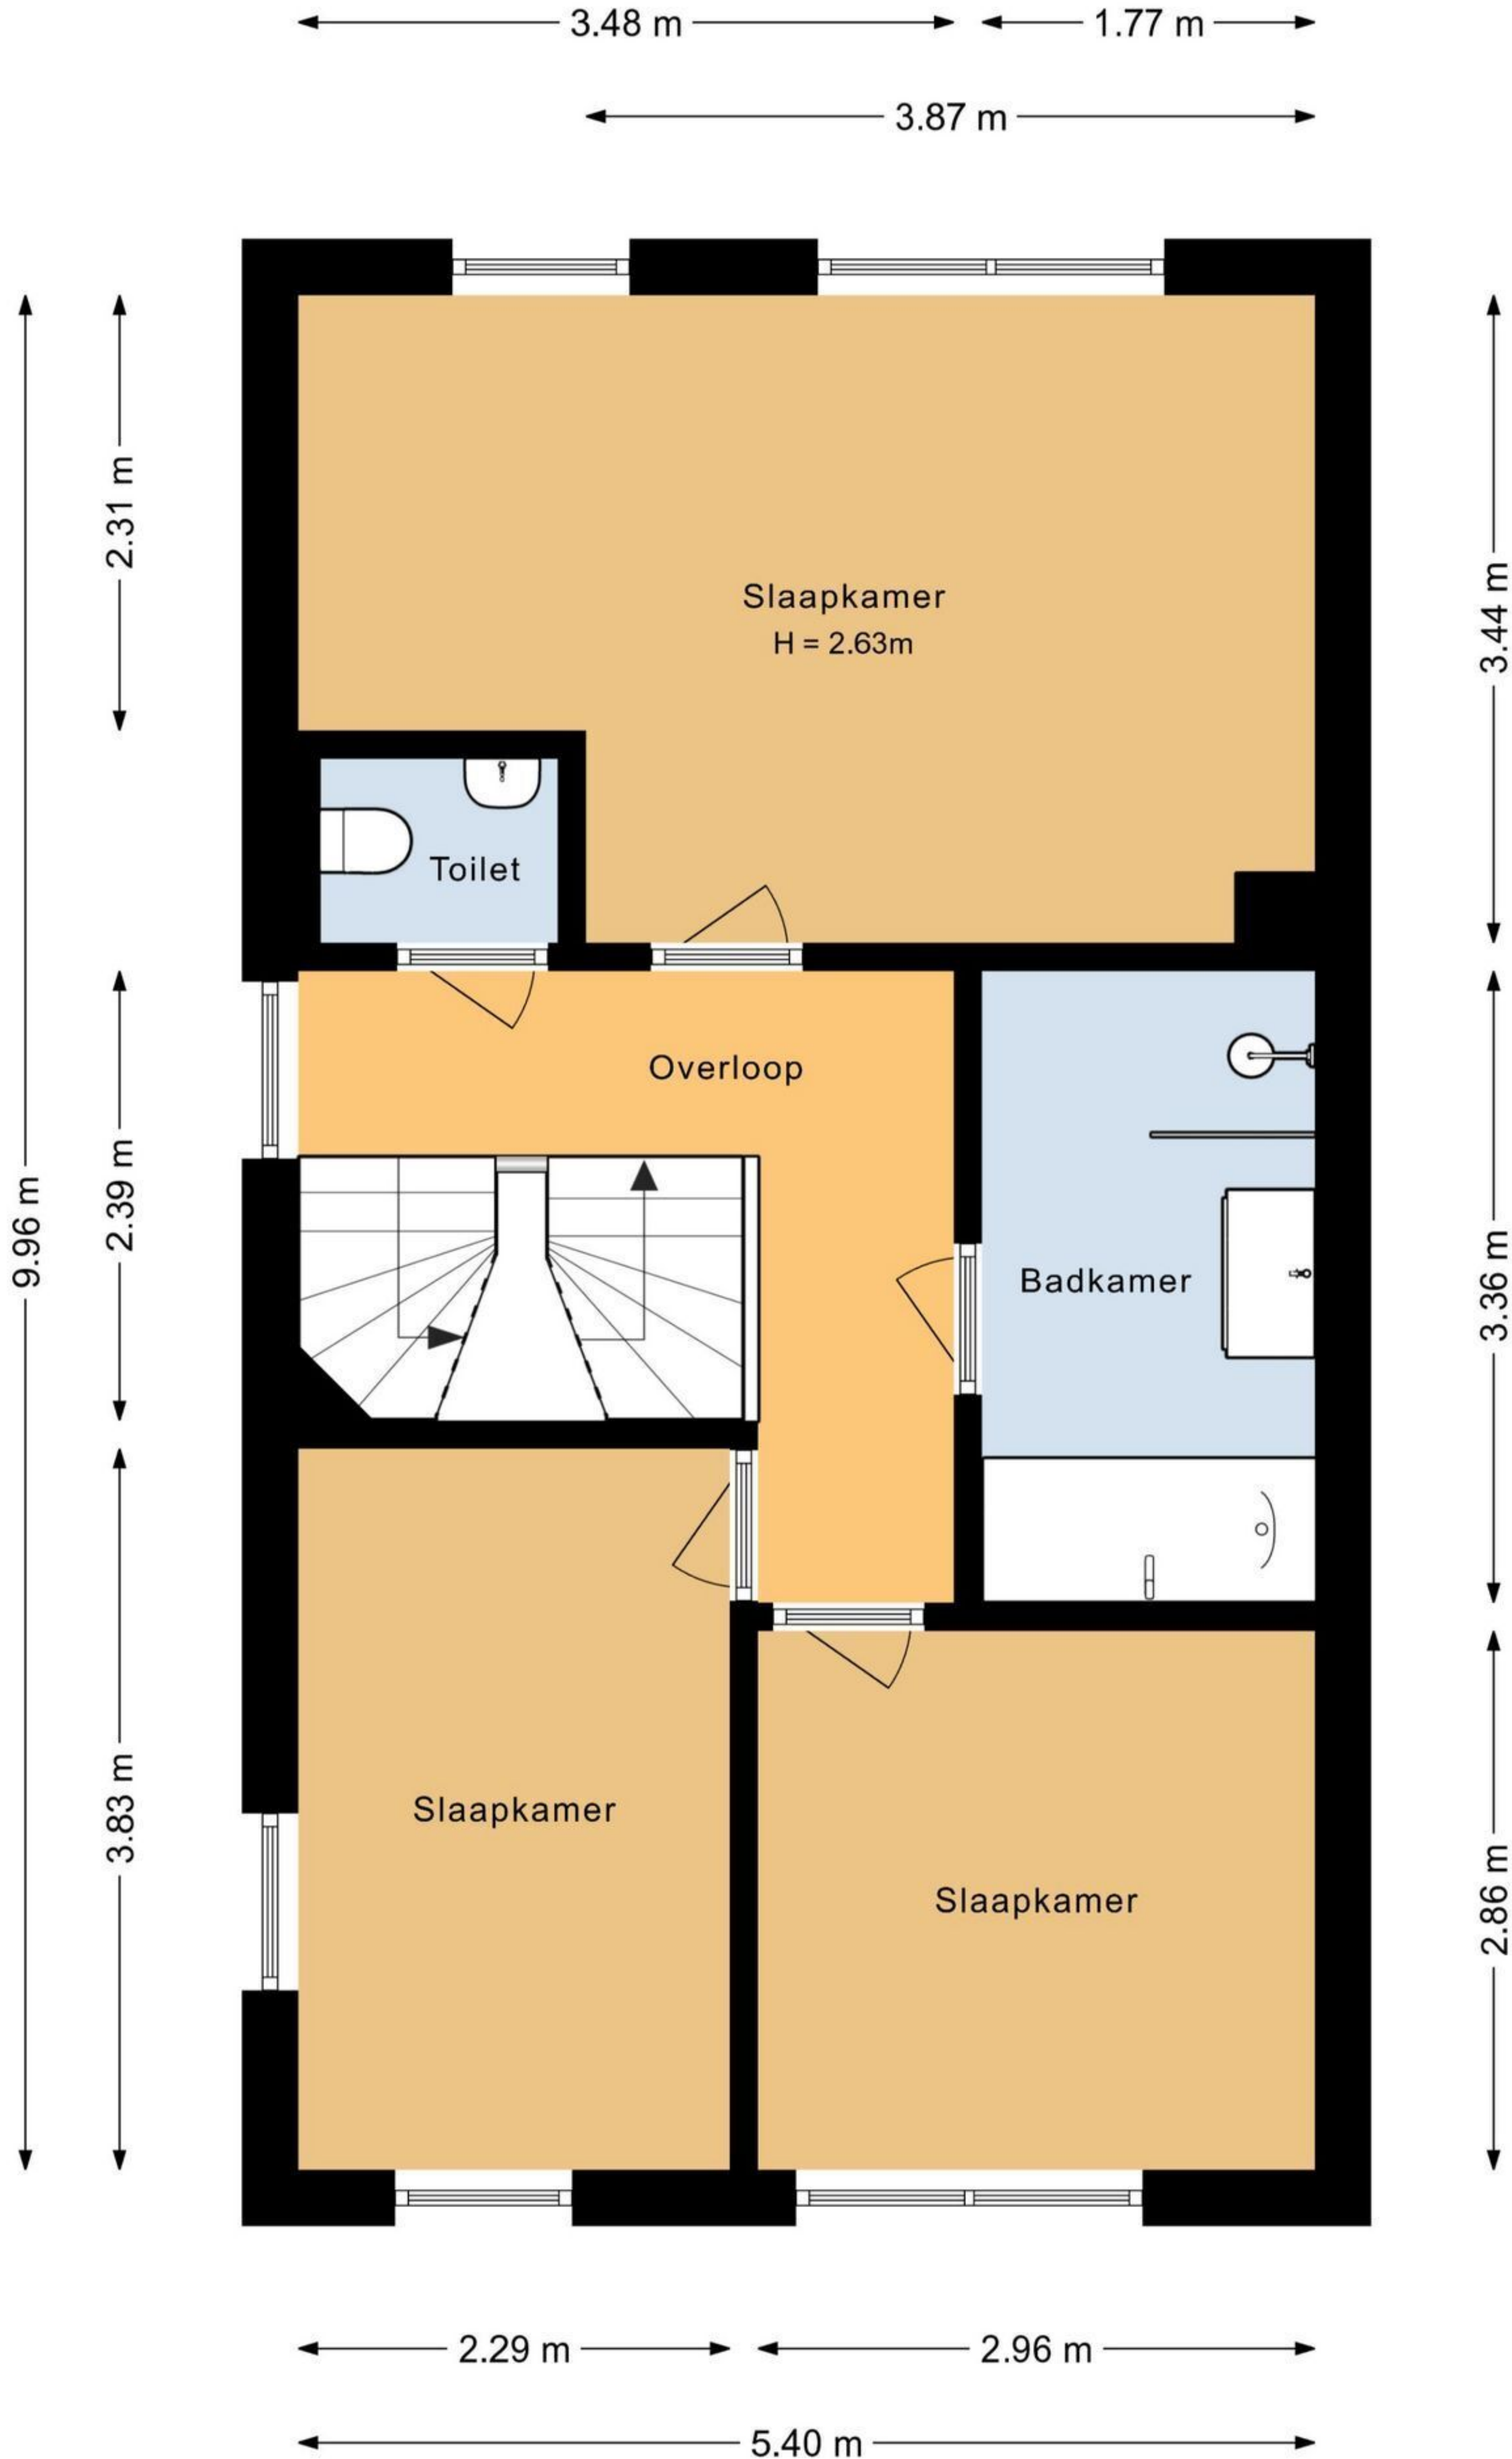 3.48 m
1.77 m
3.87 m
2.31 m
3.44 m
Slaapkamer
H = 2.63m
Toilet
Overloop
9.96 m
2.39 m
Badkamer
3.36 m
3.83 m
Slaapkamer
Slaapkamer
2.86 m
2.29 m
2.96 m
5.40 m